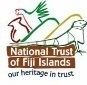 National Trust
of Fiji Islands
our heritage in trust